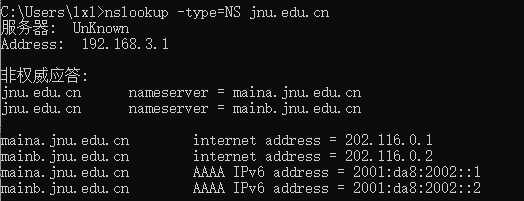 C:\Users\lxl>nslookup -type=NS jnu.edu.cn
服务器:  UnKnown
Address:  192.168.3.1
非权威应答:
jnu.edu.cn      nameserver = maina.jnu.edu.cn
jnu.edu.cn      nameserver = mainb.jnu.edu.cn
maina.jnu.edu.cn        internet address = 202.116.0.1
mainb.jnu.edu.cn        internet address = 202.116.0.2
maina.jnu.edu.cn        AAAA IPv6 address = 2001:da8:2002::1
mainb.jnu.edu.cn        AAAA IPv6 address = 2001:da8:2002::2